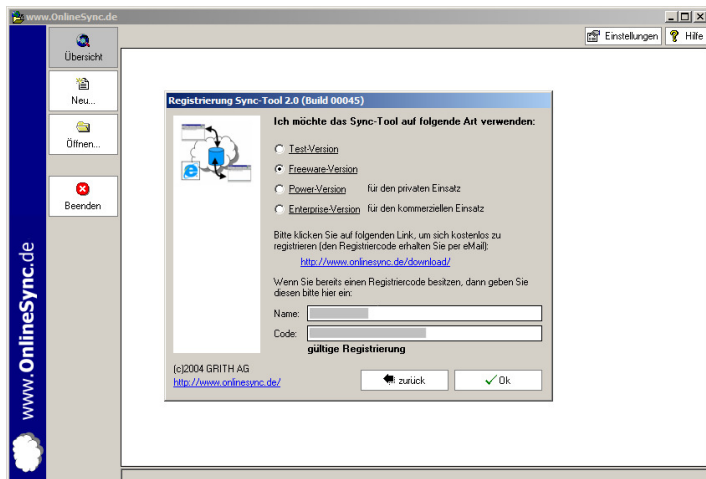 www.OnlineSync.de
Einstellungen
Hilfe
Übersicht
Neu...
Öffnen...
Beenden
www.OnlineSync.de
Registrierung Sync-Tool 2.0 (Build 00045)
Ich möchte das Sync-Tool auf folgende Art verwenden:
Test-Version
Freeware-Version
Power-Version für den privaten Einsatz
Enterprise-Version für den kommerziellen Einsatz
Bitte klicken Sie auf folgenden Link, um sich kostenlos zu
registrieren (den Registriercode erhalten Sie per eMail):
http://www.onlinesync.de/download/
Wenn Sie bereits einen Registriercode besitzen, dann geben Sie
diesen bitte hier ein:
Name:
Code:
gültige Registrierung
(c)2004 GRITH AG
http://www.onlinesync.de/
zurück
Ok